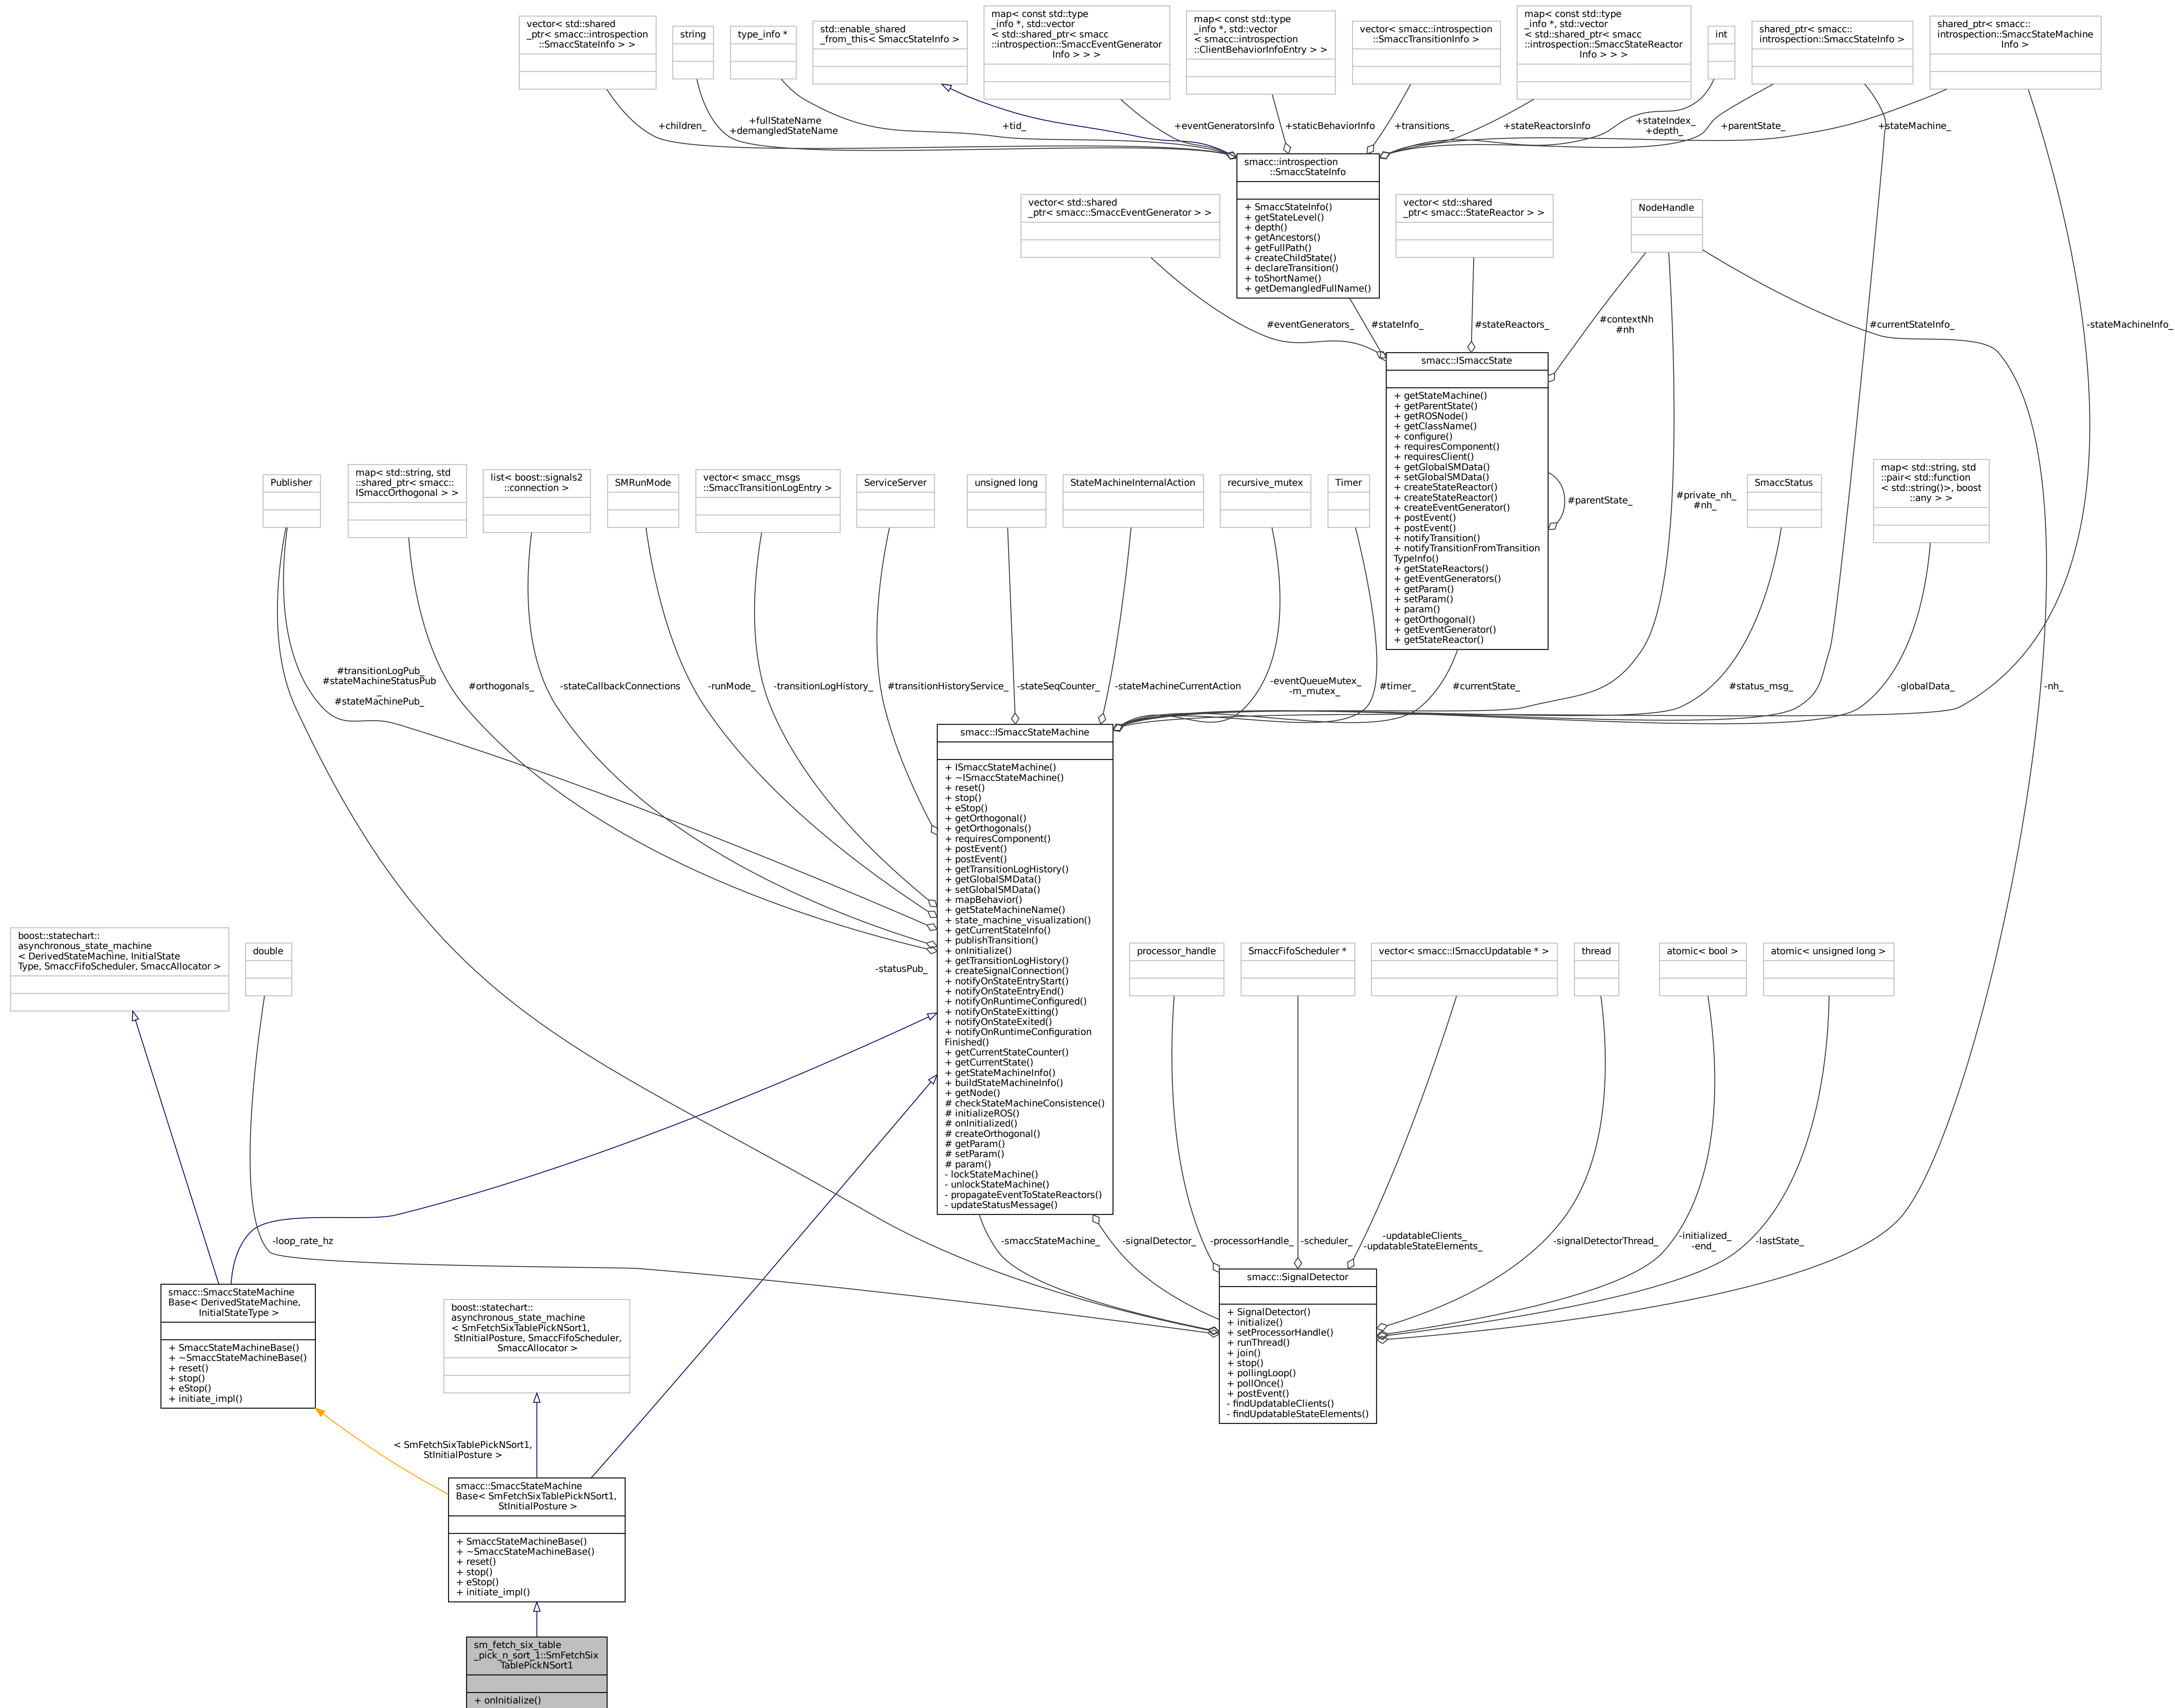 vector< std::shared
_ptr< smacc::introspection
::SmaccStateInfo > >
string
type_info *
std::enable_shared
_from_this< SmaccStateInfo >
map< const std::type
_info *, std::vector
< std::shared_ptr< smacc
::introspection::SmaccEventGenerator
Info > > >
map< const std::type
_info *, std::vector
< smacc::introspection
::ClientBehaviorInfoEntry > >
vector< smacc::introspection
::SmaccTransitionInfo >
map< const std::type
_info *, std::vector
< std::shared_ptr< smacc
::introspection::SmaccStateReactor
Info > > >
int
shared_ptr< smacc::
introspection::SmaccStateInfo >
shared_ptr< smacc::
introspection::SmaccStateMachine
Info >
+children_
+fullStateName
+demangledStateName
+tid_
+eventGeneratorsInfo
+staticBehaviorInfo
+transitions_
+stateReactorsInfo
+stateIndex_
+depth_
+parentState_
+stateMachine_
smacc::introspection
::SmaccStateInfo
+ SmaccStateInfo()
+ getStateLevel()
+ depth()
+ getAncestors()
+ getFullPath()
+ createChildState()
+ declareTransition()
+ toShortName()
+ getDemangledFullName()
vector< std::shared
_ptr< smacc::SmaccEventGenerator > >
vector< std::shared
_ptr< smacc::StateReactor > >
NodeHandle
#eventGenerators_
#stateInfo_
#stateReactors_
#contextNh
#nh
#currentStateInfo_
-stateMachineInfo_
smacc::ISmaccState
+ getStateMachine()
+ getParentState()
+ getROSNode()
+ getClassName()
+ configure()
+ requiresComponent()
+ requiresClient()
+ getGlobalSMData()
+ setGlobalSMData()
+ createStateReactor()
+ createStateReactor()
+ createEventGenerator()
+ postEvent()
+ postEvent()
+ notifyTransition()
+ notifyTransitionFromTransition
TypeInfo()
+ getStateReactors()
+ getEventGenerators()
+ getParam()
+ setParam()
+ param()
+ getOrthogonal()
+ getEventGenerator()
+ getStateReactor()
#parentState_
#private_nh_
#nh_
Publisher
map< std::string, std
::shared_ptr< smacc::
ISmaccOrthogonal > >
list< boost::signals2
::connection >
SMRunMode
vector< smacc_msgs
::SmaccTransitionLogEntry >
ServiceServer
unsigned long
StateMachineInternalAction
recursive_mutex
Timer
SmaccStatus
map< std::string, std
::pair< std::function
< std::string()>, boost
::any > >
#transitionLogPub_
#stateMachineStatusPub
_
#stateMachinePub_
#orthogonals_
-stateCallbackConnections
-runMode_
-transitionLogHistory_
#transitionHistoryService_
-stateSeqCounter_
-stateMachineCurrentAction
-eventQueueMutex_
-m_mutex_
#timer_
#currentState_
#status_msg_
-globalData_
-nh_
smacc::ISmaccStateMachine
+ ISmaccStateMachine()
+ ~ISmaccStateMachine()
+ reset()
+ stop()
+ eStop()
+ getOrthogonal()
+ getOrthogonals()
+ requiresComponent()
+ postEvent()
+ postEvent()
+ getTransitionLogHistory()
+ getGlobalSMData()
+ setGlobalSMData()
+ mapBehavior()
+ getStateMachineName()
+ state_machine_visualization()
+ getCurrentStateInfo()
+ publishTransition()
+ onInitialize()
+ getTransitionLogHistory()
+ createSignalConnection()
+ notifyOnStateEntryStart()
+ notifyOnStateEntryEnd()
+ notifyOnRuntimeConfigured()
+ notifyOnStateExitting()
+ notifyOnStateExited()
+ notifyOnRuntimeConfiguration
Finished()
+ getCurrentStateCounter()
+ getCurrentState()
+ getStateMachineInfo()
+ buildStateMachineInfo()
+ getNode()
# checkStateMachineConsistence()
# initializeROS()
# onInitialized()
# createOrthogonal()
# getParam()
# setParam()
# param()
- lockStateMachine()
- unlockStateMachine()
- propagateEventToStateReactors()
- updateStatusMessage()
boost::statechart::
asynchronous_state_machine
< DerivedStateMachine, InitialState
Type, SmaccFifoScheduler, SmaccAllocator >
double
-statusPub_
processor_handle
SmaccFifoScheduler *
vector< smacc::ISmaccUpdatable * >
thread
atomic< bool >
atomic< unsigned long >
-loop_rate_hz
-smaccStateMachine_
-signalDetector_
-processorHandle_
-scheduler_
-updatableClients_
-updatableStateElements_
-signalDetectorThread_
-initialized_
-end_
-lastState_
smacc::SmaccStateMachine
Base< DerivedStateMachine,
InitialStateType >
+ SmaccStateMachineBase()
+ ~SmaccStateMachineBase()
+ reset()
+ stop()
+ eStop()
+ initiate_impl()
boost::statechart::
asynchronous_state_machine
< SmFetchSixTablePickNSort1,
StInitialPosture, SmaccFifoScheduler,
SmaccAllocator >
smacc::SignalDetector
+ SignalDetector()
+ initialize()
+ setProcessorHandle()
+ runThread()
+ join()
+ stop()
+ pollingLoop()
+ pollOnce()
+ postEvent()
- findUpdatableClients()
- findUpdatableStateElements()
< SmFetchSixTablePickNSort1,
StInitialPosture >
smacc::SmaccStateMachine
Base< SmFetchSixTablePickNSort1,
StInitialPosture >
+ SmaccStateMachineBase()
+ ~SmaccStateMachineBase()
+ reset()
+ stop()
+ eStop()
+ initiate_impl()
sm_fetch_six_table
_pick_n_sort_1::SmFetchSix
TablePickNSort1
+ onInitialize()